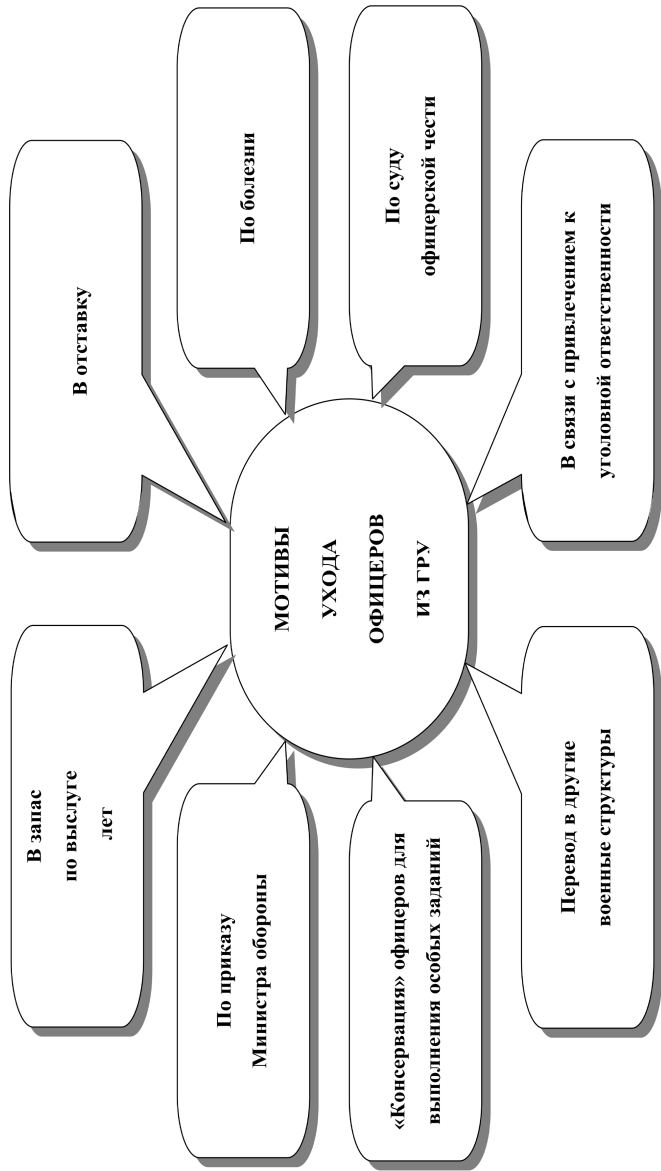 В запас
по выслуге
лет
В отставку
По приказу
Министра обороны
По болезни
МОТИВЫ
УХОДА
ОФИЦЕРОВ
ИЗ ГРУ
«Консервация» офицеров для
выполнения особых заданий
По суду
офицерской чести
Перевод в другие
военные структуры
В связи с привлечением к
уголовной ответственности